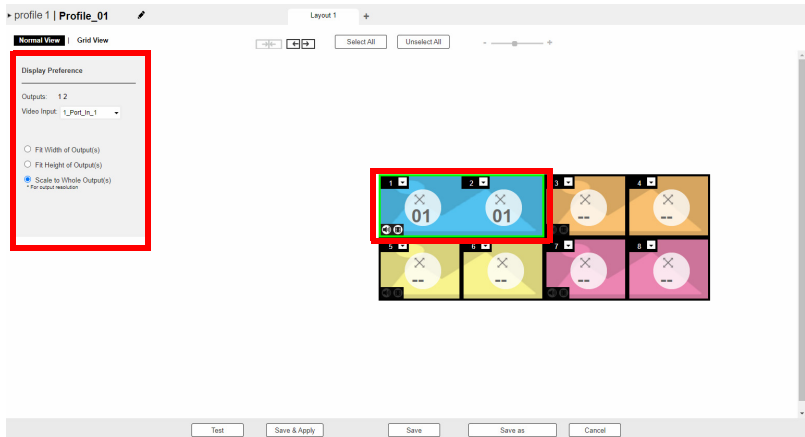 profile 1 | Profile_01
Layout 1 +
Normal View | Grid View
Select All Unselect All - +
Display Preference
Outputs: 1 2
Video Input: 1_Port_In_1
Fit Width of Output(s)
Fit Height of Output(s)
Scale to Whole Output(s)
* For output resolution
1 2 3 4
01 01 -- --
5 6 7 8
-- -- -- --
Test Save & Apply Save Save as Cancel